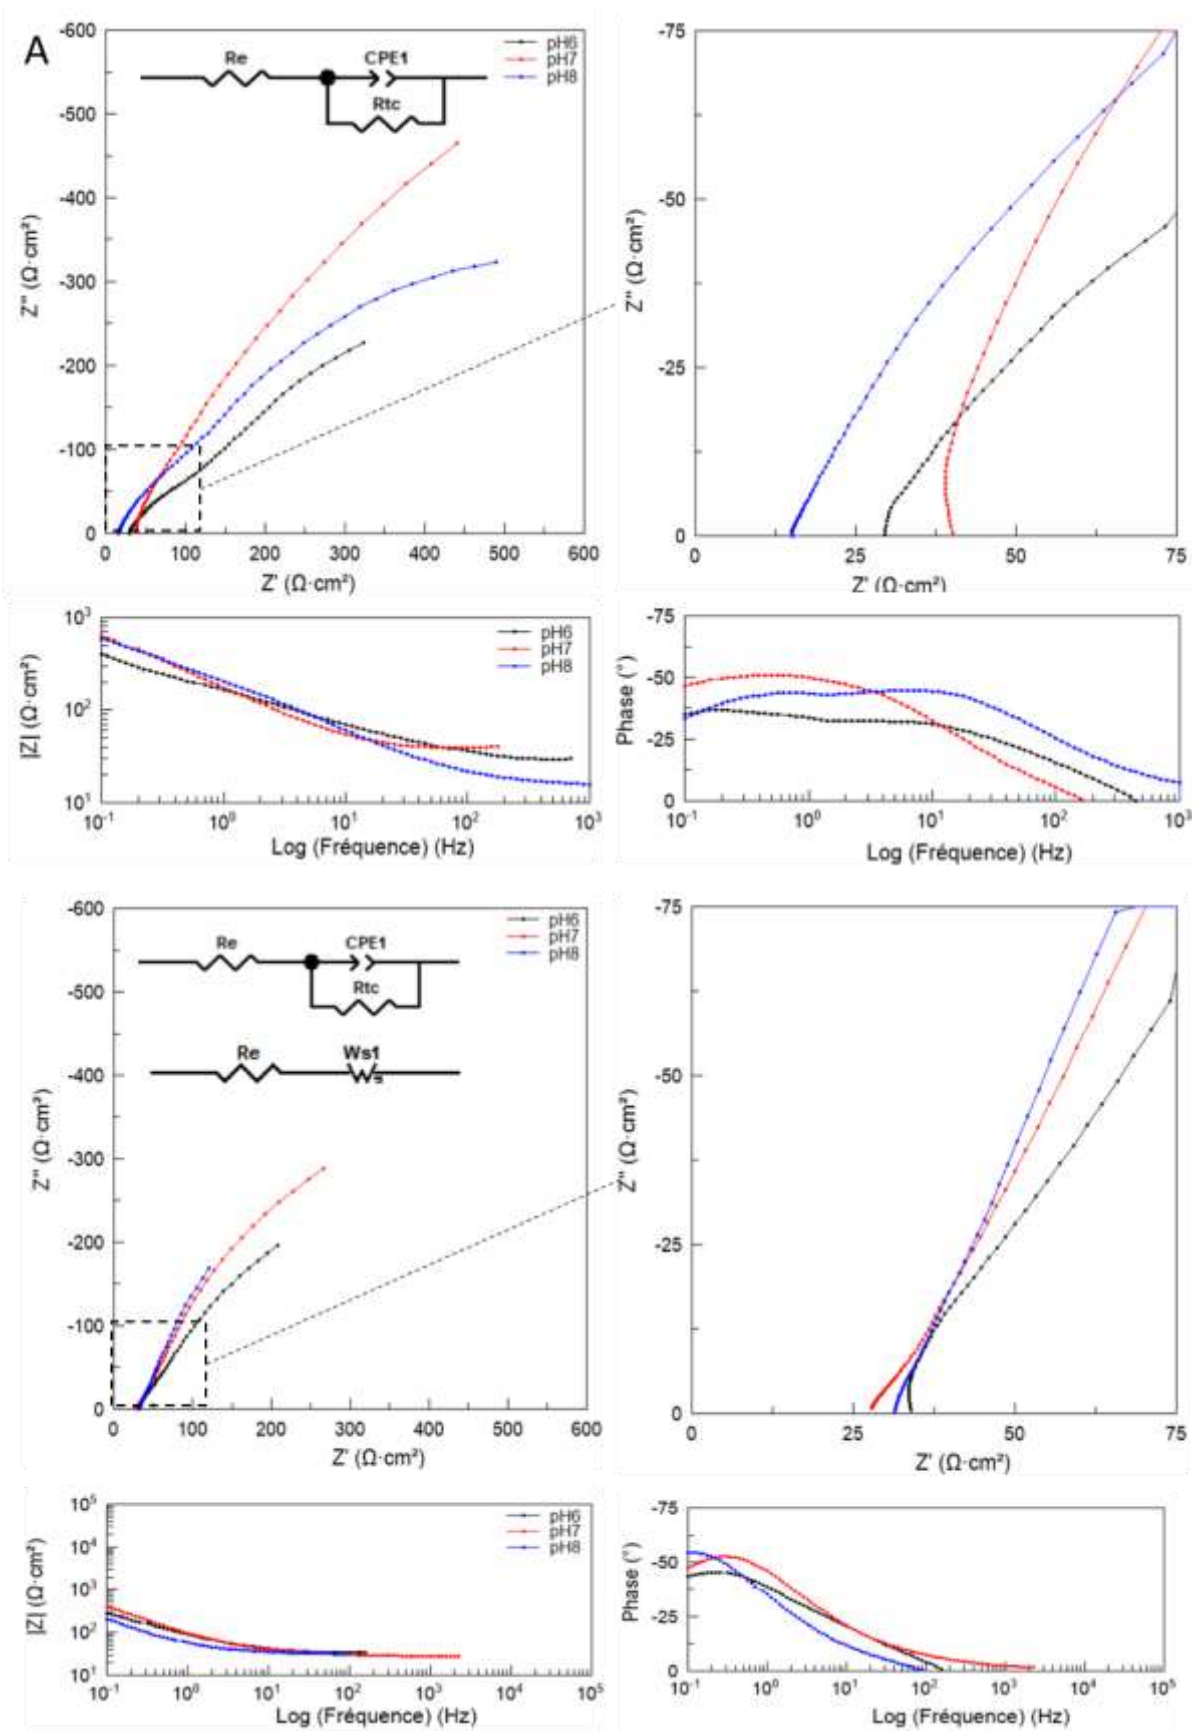 A
-600
-500
-400
-300
-200
-100
0
Z'' (Ω·cm²)
0 100 200 300 400 500 600
Z' (Ω·cm²)
Re
CPE1
Rtc
pH6
pH7
pH8
-75
-50
-25
0
Z'' (Ω·cm²)
0 25 50 75
Z' (Ω·cm²)
10³
10²
10¹
|Z| (Ω·cm²)
pH6
pH7
pH8
10⁻¹ 10⁰ 10¹ 10² 10³
Log (Fréquence) (Hz)
-75
-50
-25
0
Phase (°)
10⁻¹ 10⁰ 10¹ 10² 10³
Log (Fréquence) (Hz)
-600
-500
-400
-300
-200
-100
0
Z'' (Ω·cm²)
0 100 200 300 400 500 600
Z' (Ω·cm²)
Re
CPE1
Rtc
Re
Ws1
pH6
pH7
pH8
-75
-50
-25
0
Z'' (Ω·cm²)
0 25 50 75
Z' (Ω·cm²)
10⁵
10⁴
10³
10²
10¹
|Z| (Ω·cm²)
pH6
pH7
pH8
10⁻¹ 10⁰ 10¹ 10² 10³ 10⁴ 10⁵
Log (Fréquence) (Hz)
-75
-50
-25
0
Phase (°)
10⁻¹ 10⁰ 10¹ 10² 10³ 10⁴ 10⁵
Log (Fréquence) (Hz)